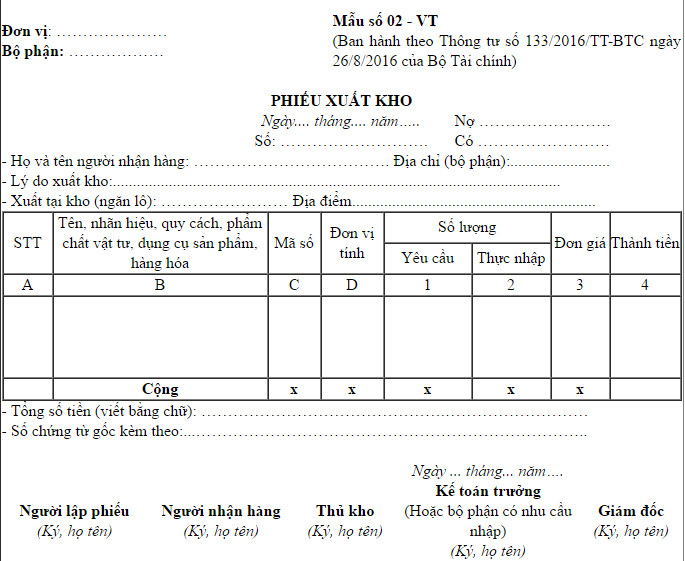 Đơn vị: …………………
Bộ phận: ………………
Mẫu số 02 - VT
(Ban hành theo Thông tư số 133/2016/TT-BTC ngày
26/8/2016 của Bộ Tài chính)
PHIẾU XUẤT KHO
Ngày.... tháng.... năm ..... Nợ ……………………
Số: ………………………. Có …………………….
- Họ và tên người nhận hàng: ……………………………… Địa chỉ (bộ phận):..........................
- Lý do xuất kho:....................................................................................................................
- Xuất tại kho (ngăn lô): …………………… Địa điểm...............................................................
STT
Tên, nhãn hiệu, quy cách, phẩm
chất vật tư, dụng cụ sản phẩm,
hàng hóa
Mã số
Đơn vị
tính
Số lượng
Yêu cầu Thực nhập
Đơn giá Thành tiền
A B C D 1 2 3 4
Cộng x x x x x
- Tổng số tiền (viết bằng chữ): ………………………………………………………………
- Số chứng từ gốc kèm theo:...………………………………………………………………..
Ngày ... tháng... năm….
Người lập phiếu
(Ký, họ tên)
Người nhận hàng
(Ký, họ tên)
Thủ kho
(Ký, họ tên)
Kế toán trưởng
(Hoặc bộ phận có nhu cầu
nhập)
(Ký, họ tên)
Giám đốc
(Ký, họ tên)